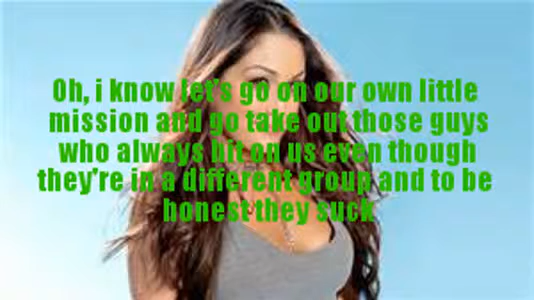 Oh, i know let's go on our own little
mission and go take out those guys
who always hit on us even though
they're in a different group and to be
honest they suck